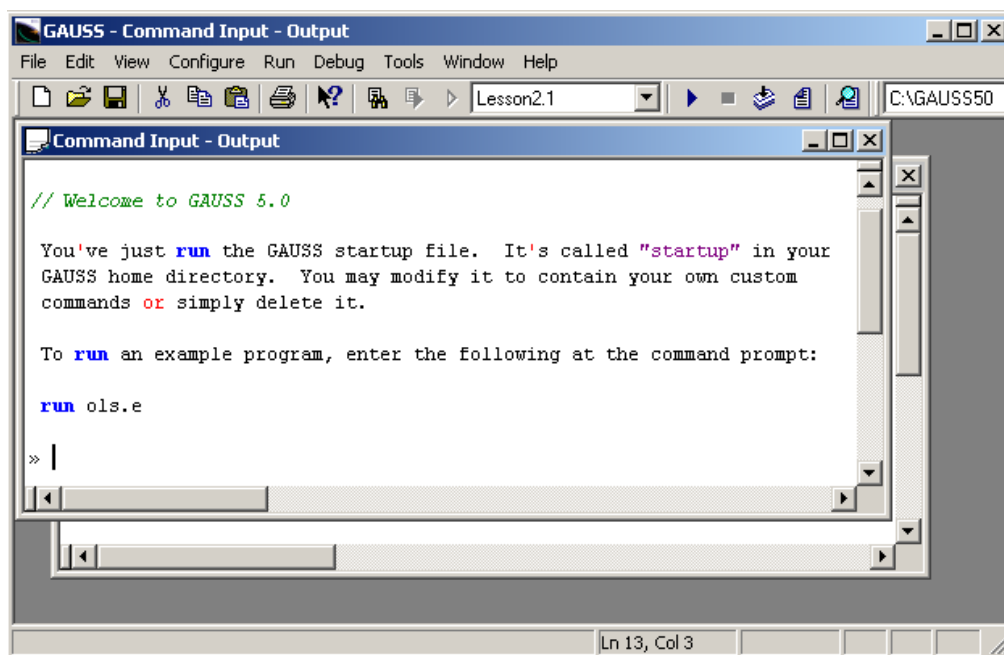 GAUSS - Command Input - Output
File Edit View Configure Run Debug Tools Window Help
Lesson2.1 C:\GAUSS50
Command Input - Output
// Welcome to GAUSS 5.0
You've just run the GAUSS startup file. It's called "startup" in your
GAUSS home directory. You may modify it to contain your own custom
commands or simply delete it.
To run an example program, enter the following at the command prompt:
run ols.e
»
Ln 13, Col 3